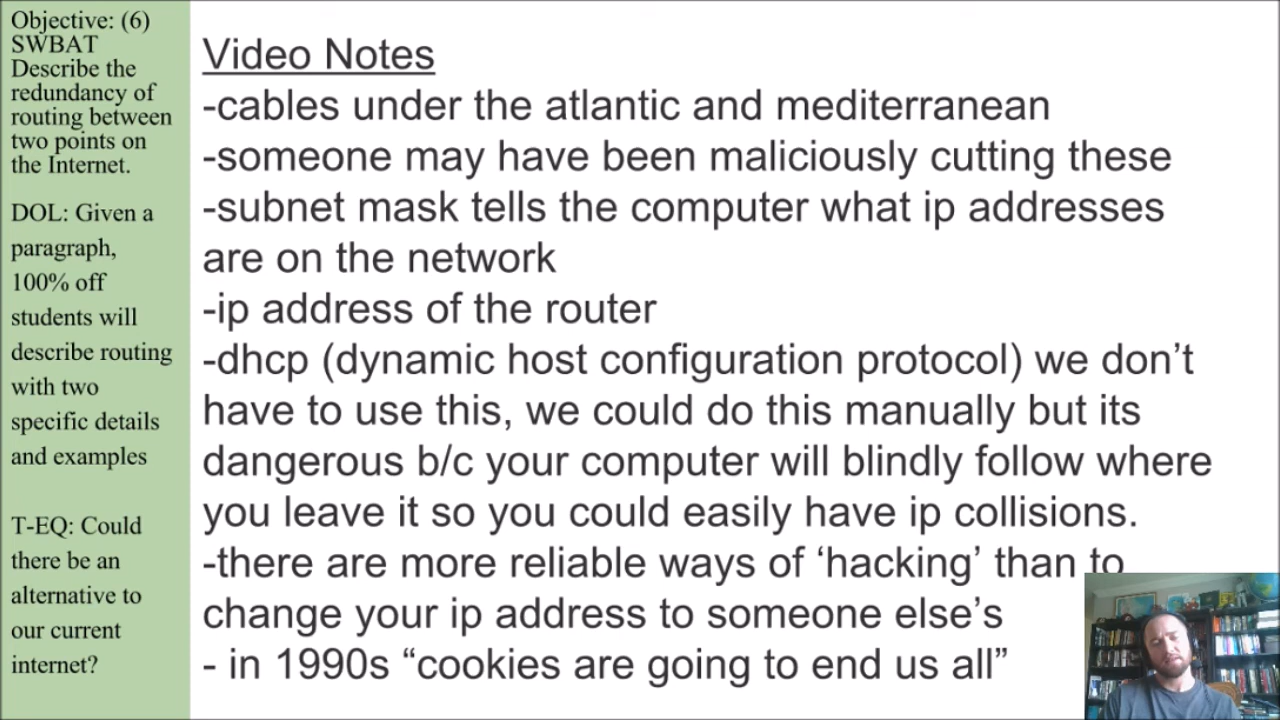 Objective: (6)
SWBAT
Describe the
redundancy of
routing between
two points on
the Internet.
DOL: Given a
paragraph,
100% off
students will
describe routing
with two
specific details
and examples
T-EQ: Could
there be an
alternative to
our current
internet?
Video Notes
-cables under the atlantic and mediterranean
-someone may have been maliciously cutting these
-subnet mask tells the computer what ip addresses
are on the network
-ip address of the router
-dhcp (dynamic host configuration protocol) we don’t
have to use this, we could do this manually but its
dangerous b/c your computer will blindly follow where
you leave it so you could easily have ip collisions.
-there are more reliable ways of ‘hacking’ than to
change your ip address to someone else’s
- in 1990s “cookies are going to end us all”